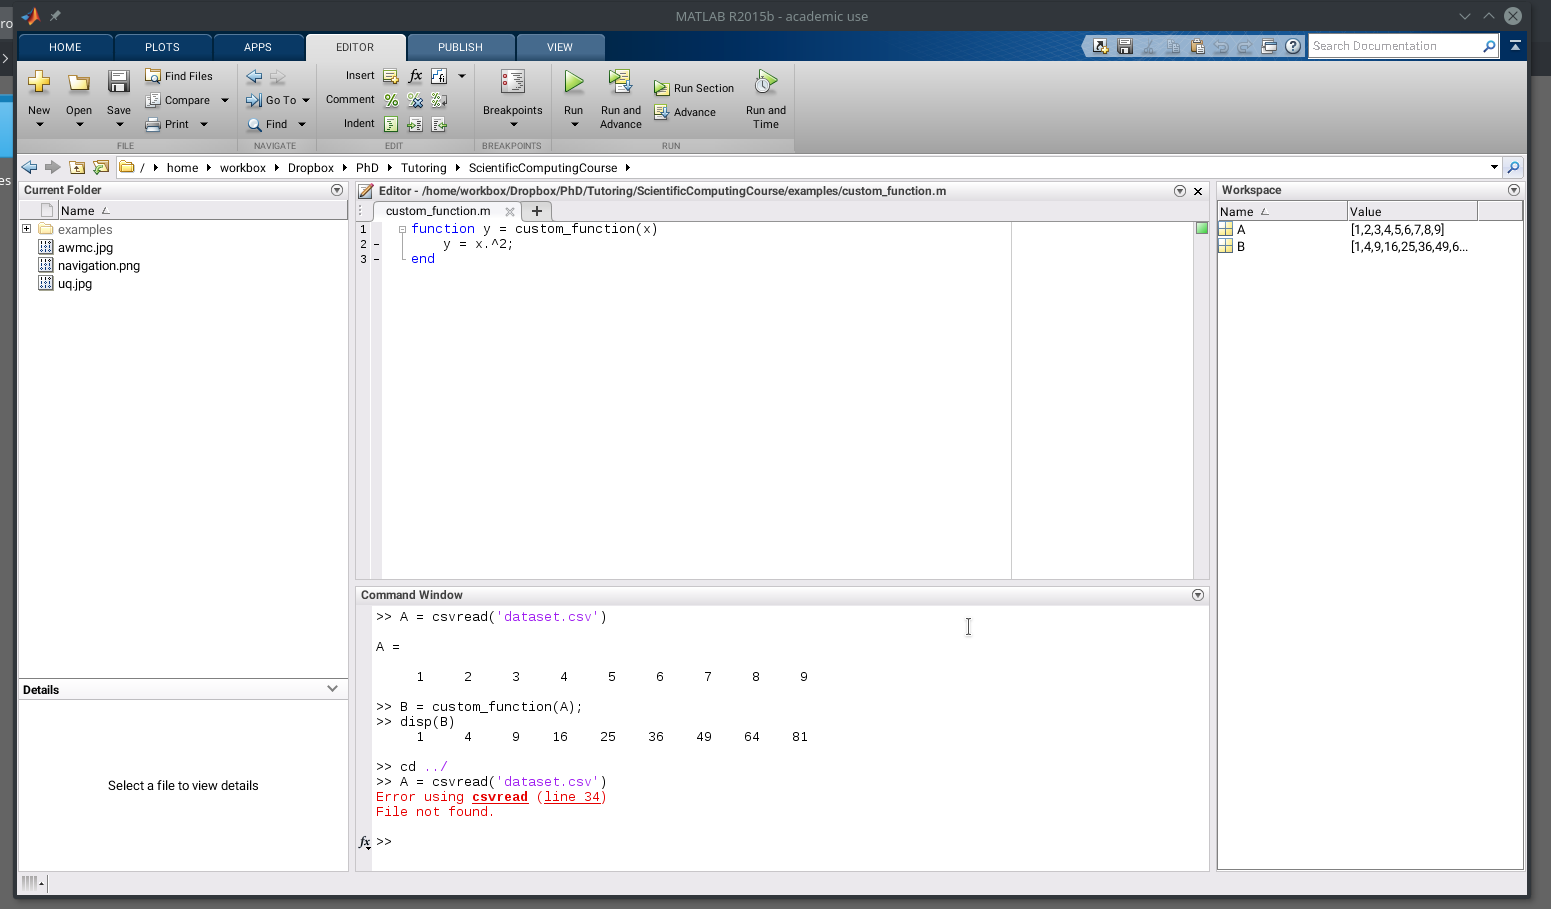 MATLAB R2015b - academic use
ro
HOME PLOTS APPS EDITOR PUBLISH VIEW
Search Documentation
New Open Save
Find Files
Compare
Print
Go To
Find
Insert
Comment
Indent
Breakpoints
Run
Run and Advance
Run Section
Advance
Run and Time
FILE NAVIGATE EDIT BREAKPOINTS RUN
/ home workbox Dropbox PhD Tutoring ScientificComputingCourse
es
Current Folder
Name
examples
awmc.jpg
navigation.png
uq.jpg
Details
Select a file to view details
Editor - /home/workbox/Dropbox/PhD/Tutoring/ScientificComputingCourse/examples/custom_function.m
custom_function.m
1 function y = custom_function(x)
2 - y = x.^2;
3 - end
Command Window
>> A = csvread('dataset.csv')
A =
1 2 3 4 5 6 7 8 9
>> B = custom_function(A);
>> disp(B)
1 4 9 16 25 36 49 64 81
>> cd ../
>> A = csvread('dataset.csv')
Error using csvread (line 34)
File not found.
fx >>
Workspace
Name Value
A [1,2,3,4,5,6,7,8,9]
B [1,4,9,16,25,36,49,6...